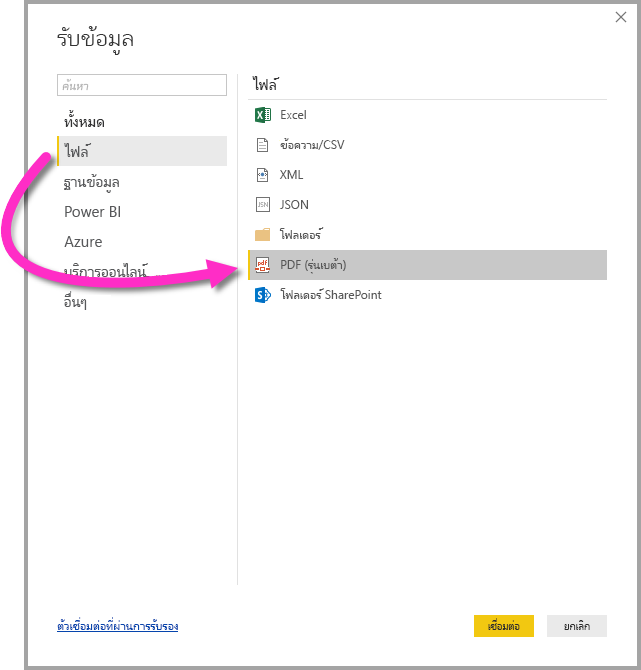 รับข้อมูล
ค้นหา
ทั้งหมด
ไฟล์
ฐานข้อมูล
Power BI
Azure
บริการออนไลน์
อื่นๆ
ไฟล์
Excel
ข้อความ/CSV
XML
JSON
โฟลเดอร์
PDF (รุ่นเบต้า)
โฟลเดอร์ SharePoint
ตัวเชื่อมต่อที่ผ่านการรับรอง
เชื่อมต่อ
ยกเลิก